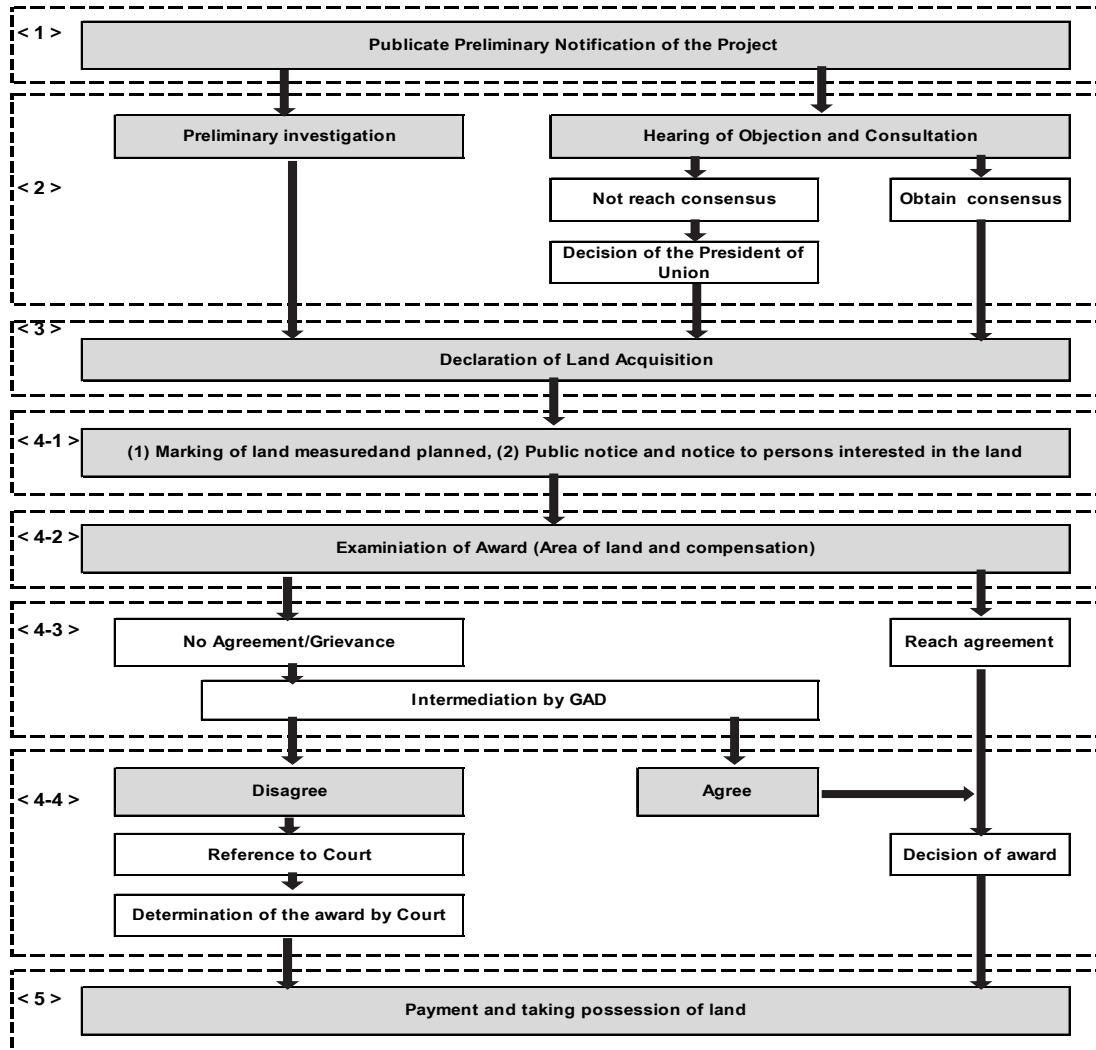 < 1 >
Publicate Preliminary Notification of the Project
Preliminary investigation
Hearing of Objection and Consultation
< 2 >
Not reach consensus
Obtain consensus
Decision of the President of
Union
< 3 >
Declaration of Land Acquisition
< 4-1 >
(1) Marking of land measuredand planned, (2) Public notice and notice to persons interested in the land
< 4-2 >
Examiniation of Award (Area of land and compensation)
< 4-3 >
No Agreement/Grievance
Reach agreement
Intermediation by GAD
< 4-4 >
Disagree
Agree
Reference to Court
Decision of award
Determination of the award by Court
< 5 >
Payment and taking possession of land